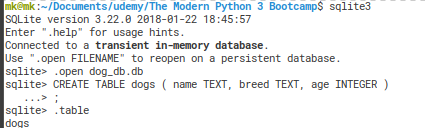 mk@mk:~/Documents/udemy/The Modern Python 3 Bootcamp$ sqlite3
SQLite version 3.22.0 2018-01-22 18:45:57
Enter ".help" for usage hints.
Connected to a transient in-memory database.
Use ".open FILENAME" to reopen on a persistent database.
sqlite> .open dog_db.db
sqlite> CREATE TABLE dogs ( name TEXT, breed TEXT, age INTEGER )
   ...> ;
sqlite> .table
dogs